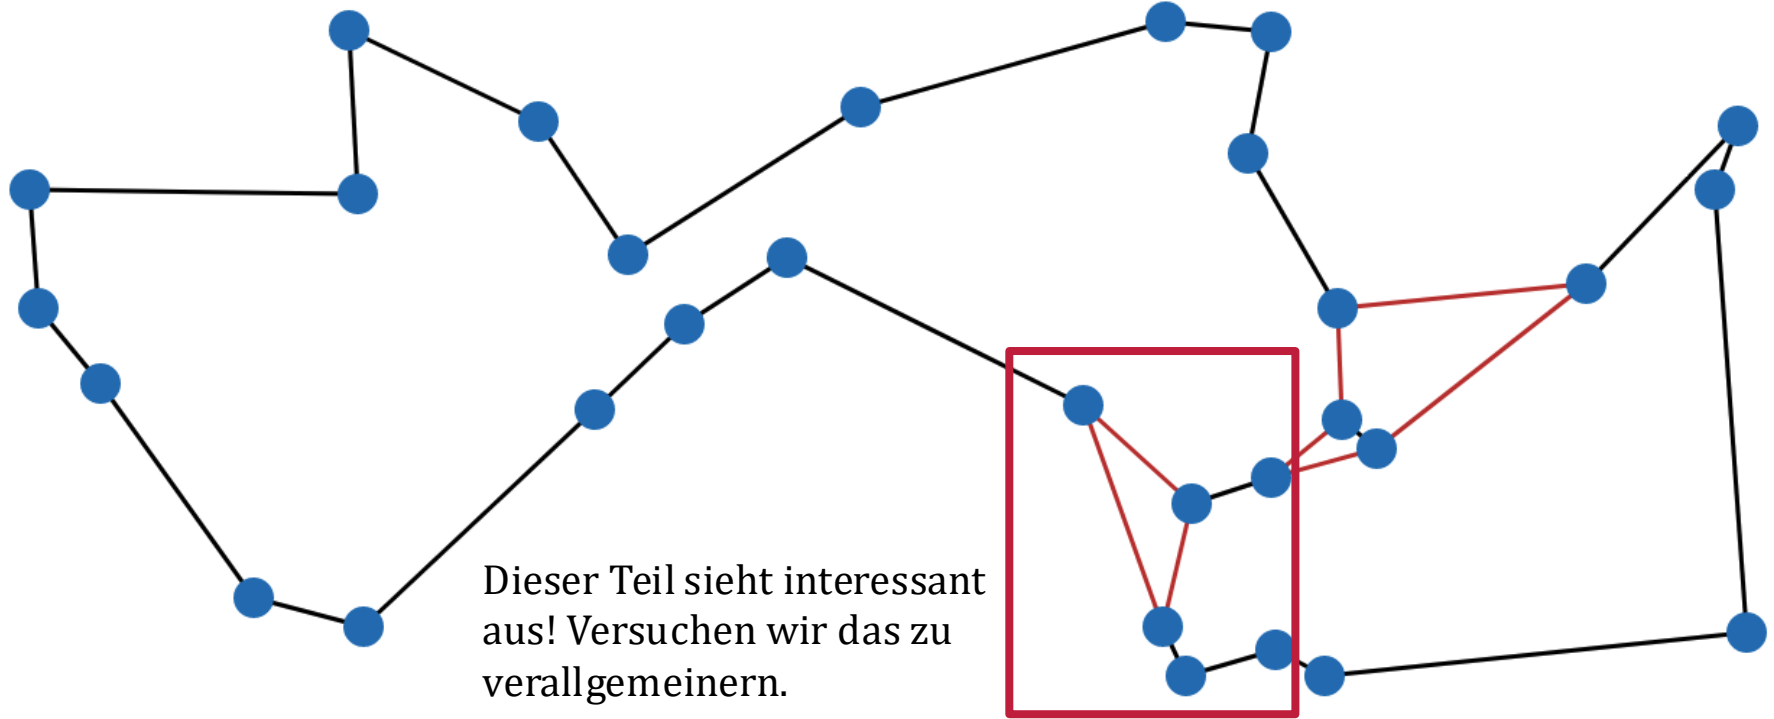 Dieser Teil sieht interessant
aus! Versuchen wir das zu
verallgemeinern.